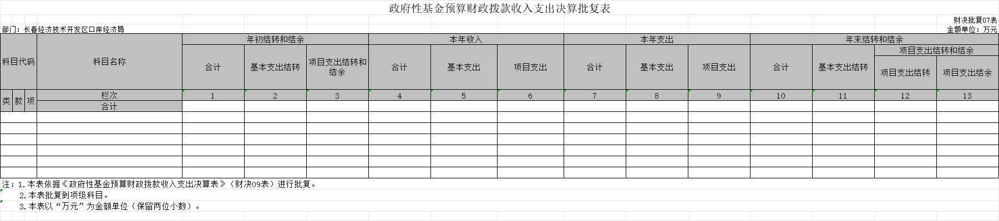 政府性基金预算财政拨款收入支出决算批复表
财决批复07表
部门：长春经济技术开发区口岸经济局
金额单位：万元
科目代码 科目名称 年初结转和结余 本年收入 本年支出 年末结转和结余
合计 基本支出结转 项目支出结转和结余 合计 基本支出 项目支出 合计 基本支出 项目支出 合计 基本支出结转 项目支出结转和结余
项目支出结转 项目支出结余
类 款 项 栏次 1 2 3 4 5 6 7 8 9 10 11 12 13
合计
注：1.本表依据《政府性基金预算财政拨款收入支出决算表》（财决09表）进行批复。
2.本表批复到项级科目。
3.本表以“万元”为金额单位（保留两位小数）。